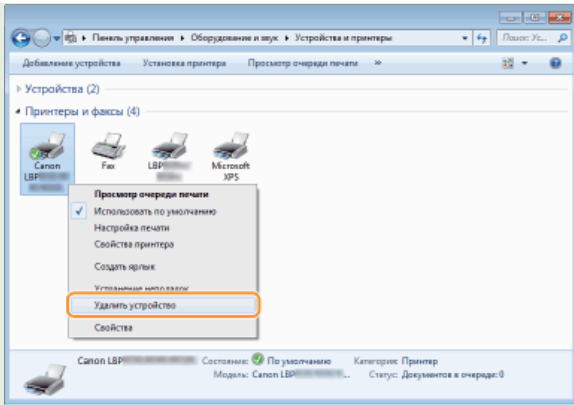 Панель управления ▸ Оборудование и звук ▸ Устройства и принтеры
Поиск: Ус...
Добавление устройства Установка принтера Просмотр очереди печати »
Устройства (2)
Принтеры и факсы (4)
Canon LBP
Fax
LBP
Microsoft XPS
Просмотр очереди печати
Использовать по умолчанию
Настройка печати
Свойства принтера
Создать ярлык
Устранение неполадок
Удалить устройство
Свойства
Canon LBP Состояние: По умолчанию Категория: Принтер
Модель: Canon LBP ... Статус: Документов в очереди: 0